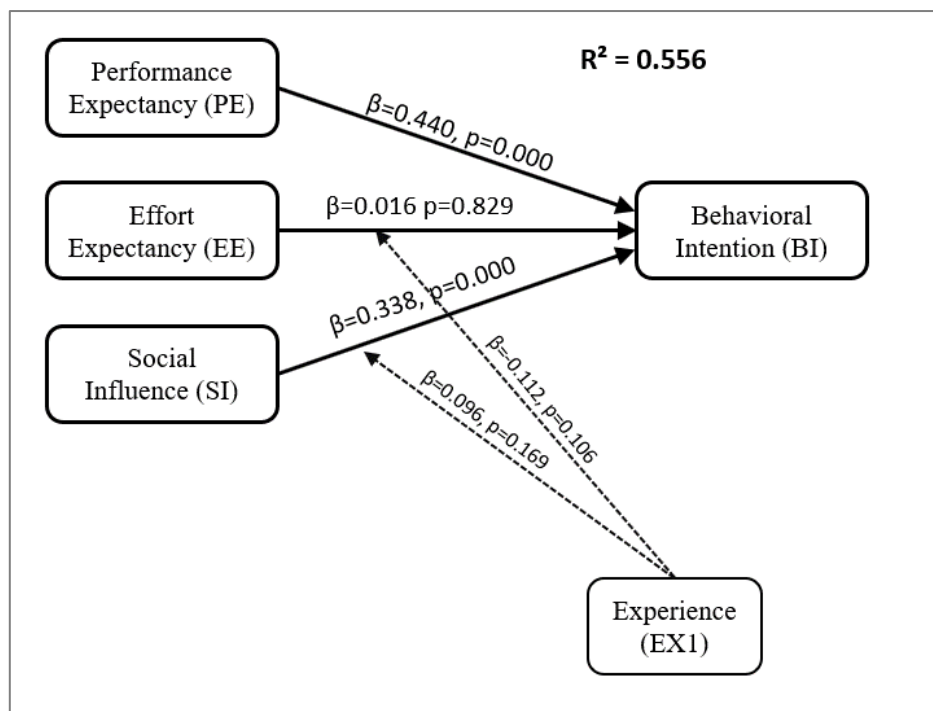 R² = 0.556
Performance
Expectancy (PE)
β=0.440, p=0.000
Effort
Expectancy (EE)
β=0.016 p=0.829
Behavioral
Intention (BI)
β=0.338, p=0.000
Social
Influence (SI)
β=-0.112, p=0.106
β=0.096, p=0.169
Experience
(EX1)